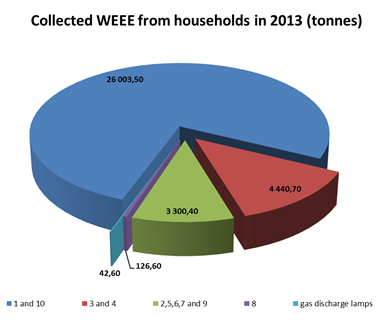 Collected WEEE from households in 2013 (tonnes)
26 003,50
4 440,70
3 300,40
126,60
42,60
1 and 10
3 and 4
2,5,6,7 and 9
8
gas discharge lamps